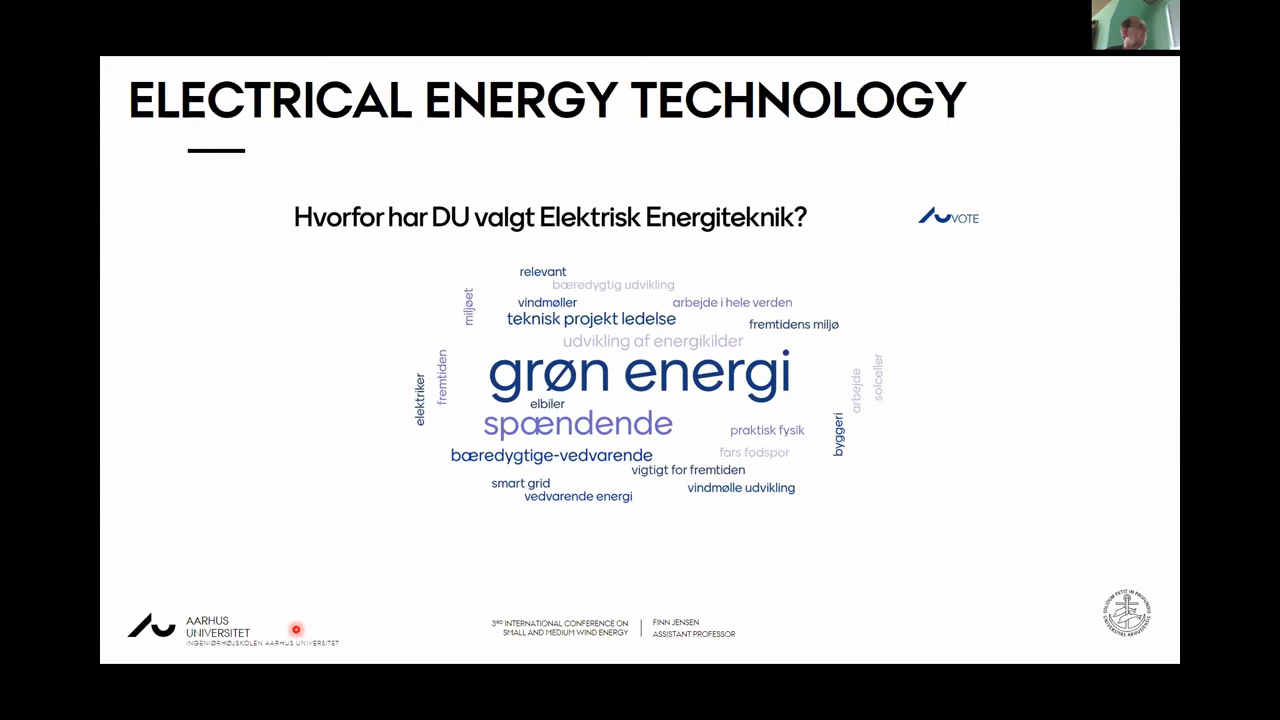 ELECTRICAL ENERGY TECHNOLOGY
Hvorfor har DU valgt Elektrisk Energiteknik?
VOTE
relevant
bæredygtig udvikling
miljøet
vindmøller
arbejde i hele verden
teknisk projekt ledelse
fremtidens miljø
udvikling af energikilder
grøn energi
elektriker
fremtiden
arbejde
solceller
elbiler
spændende
praktisk fysik
byggeri
bæredygtige-vedvarende
fars fodspor
vigtigt for fremtiden
smart grid
vindmølle udvikling
vedvarende energi
AARHUS
UNIVERSITET
INGENIØRHØJSKOLEN AARHUS UNIVERSITET
3RD INTERNATIONAL CONFERENCE ON
SMALL AND MEDIUM WIND ENERGY
FINN JENSEN
ASSISTANT PROFESSOR